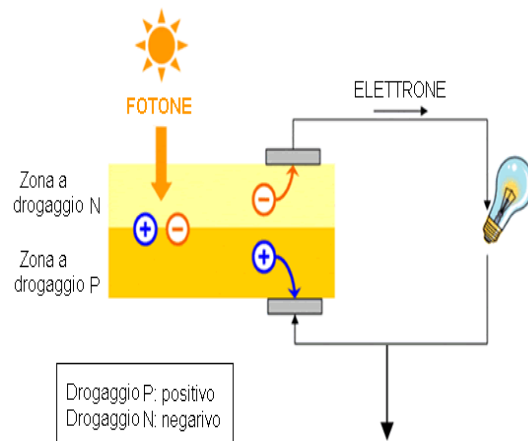 FOTONE
ELETTRONE
Zona a
drogaggio N
Zona a
drogaggio P
Drogaggio P: positivo
Drogaggio N: negarivo